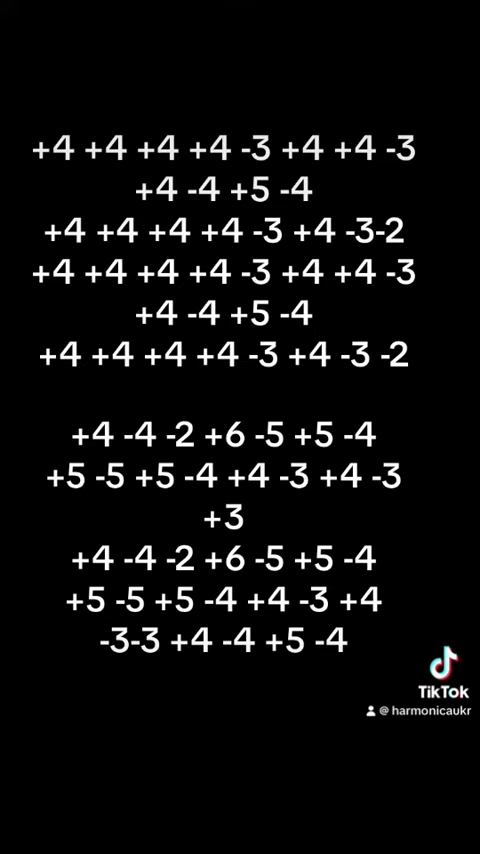 +4 +4 +4 +4 -3 +4 +4 -3
+4 -4 +5 -4
+4 +4 +4 +4 -3 +4 -3-2
+4 +4 +4 +4 -3 +4 +4 -3
+4 -4 +5 -4
+4 +4 +4 +4 -3 +4 -3 -2
+4 -4 -2 +6 -5 +5 -4
+5 -5 +5 -4 +4 -3 +4 -3
+3
+4 -4 -2 +6 -5 +5 -4
+5 -5 +5 -4 +4 -3 +4
-3-3 +4 -4 +5 -4
TikTok
@ harmonicaukr